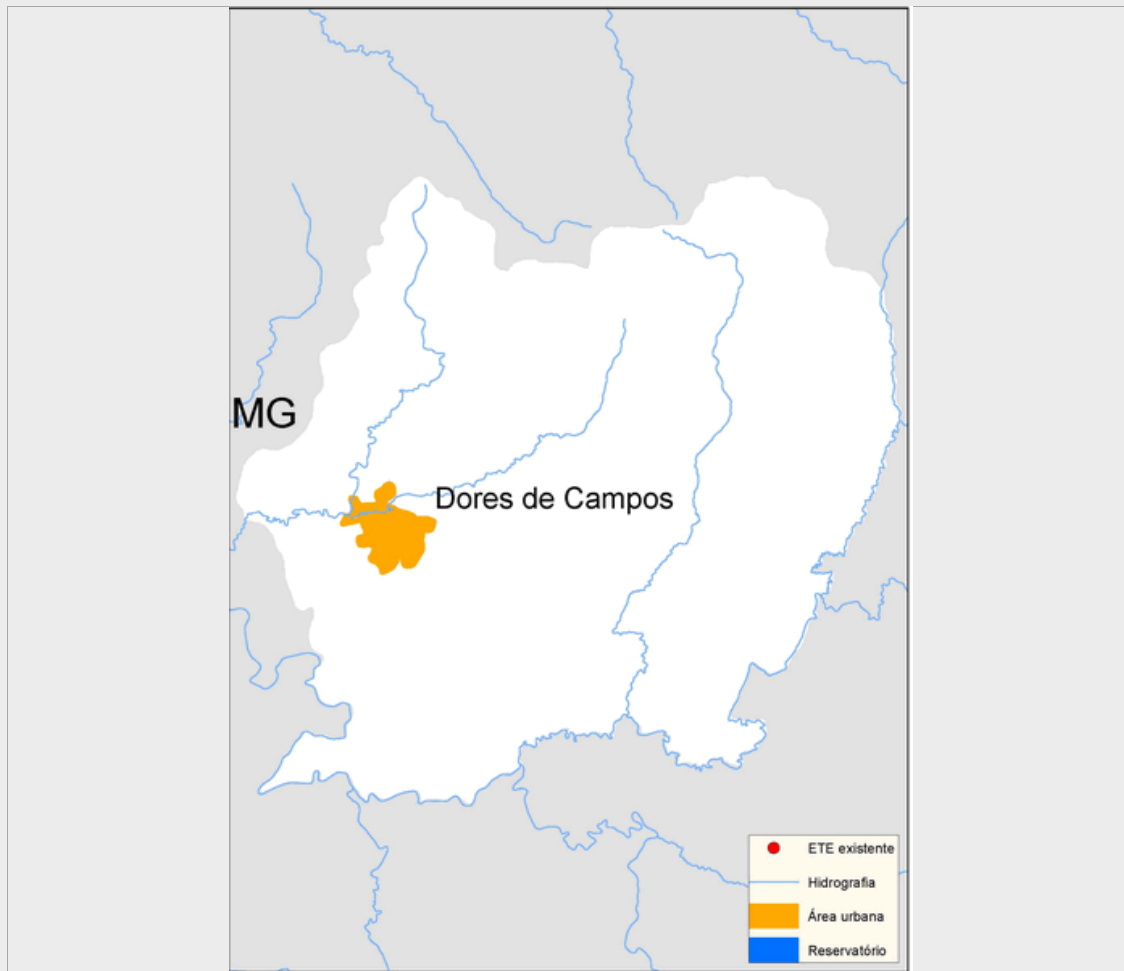 MG
Dores de Campos
ETE existente
Hidrografia
Área urbana
Reservatório